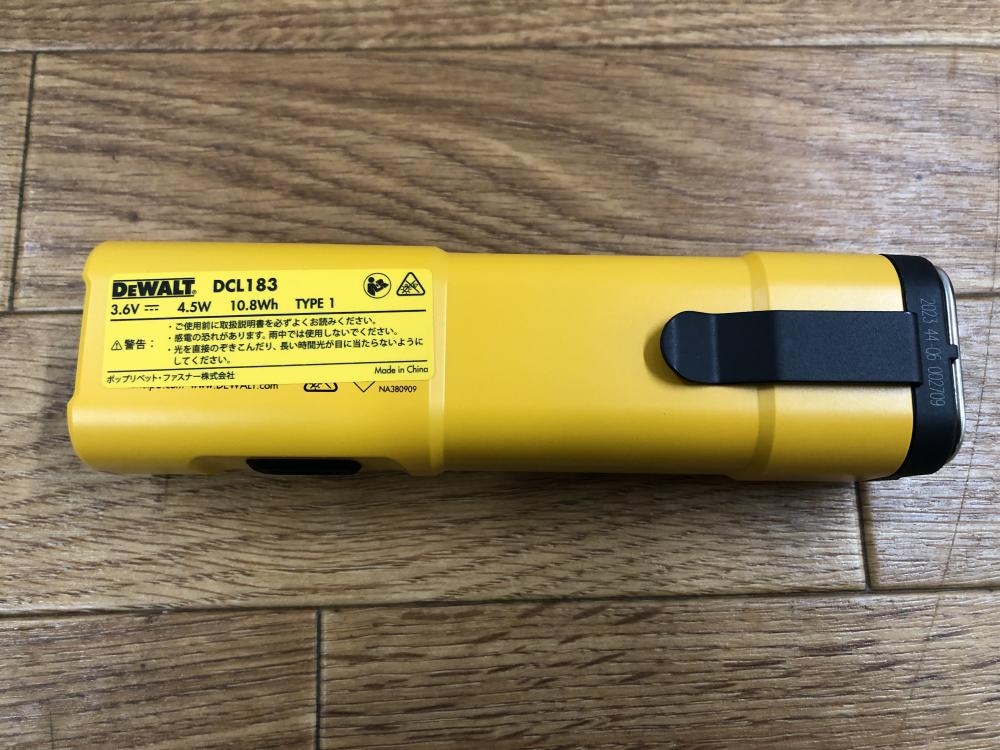 DEWALT® DCL183
3.6V 4.5W 10.8Wh TYPE 1
⚠警告:
・ご使用前に取扱説明書を必ずよくお読みください。
・感電の恐れがあります。雨中では使用しないでください。
・光を直接のぞきこんだり、長い時間光が目に当たらないように
してください。
ポップリベット・ファスナー株式会社 Made in China
www.DEWALT.com NA380909
2023 44-06 002709